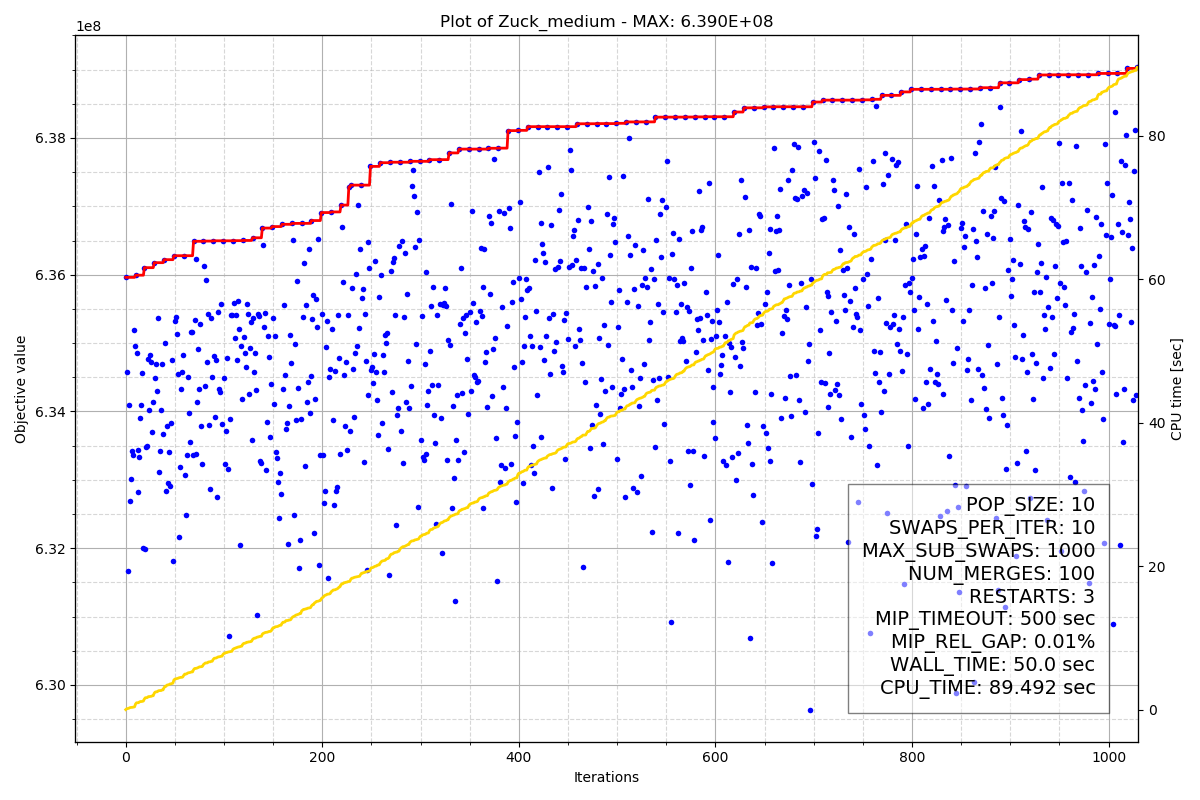 Plot of Zuck_medium - MAX: 6.390E+08
1e8
6.38
6.36
6.34
6.32
6.30
Objective value
80
60
40
20
0
CPU time [sec]
POP_SIZE: 10
SWAPS_PER_ITER: 10
MAX_SUB_SWAPS: 1000
NUM_MERGES: 100
RESTARTS: 3
MIP_TIMEOUT: 500 sec
MIP_REL_GAP: 0.01%
WALL_TIME: 50.0 sec
CPU_TIME: 89.492 sec
0 200 400 600 800 1000
Iterations